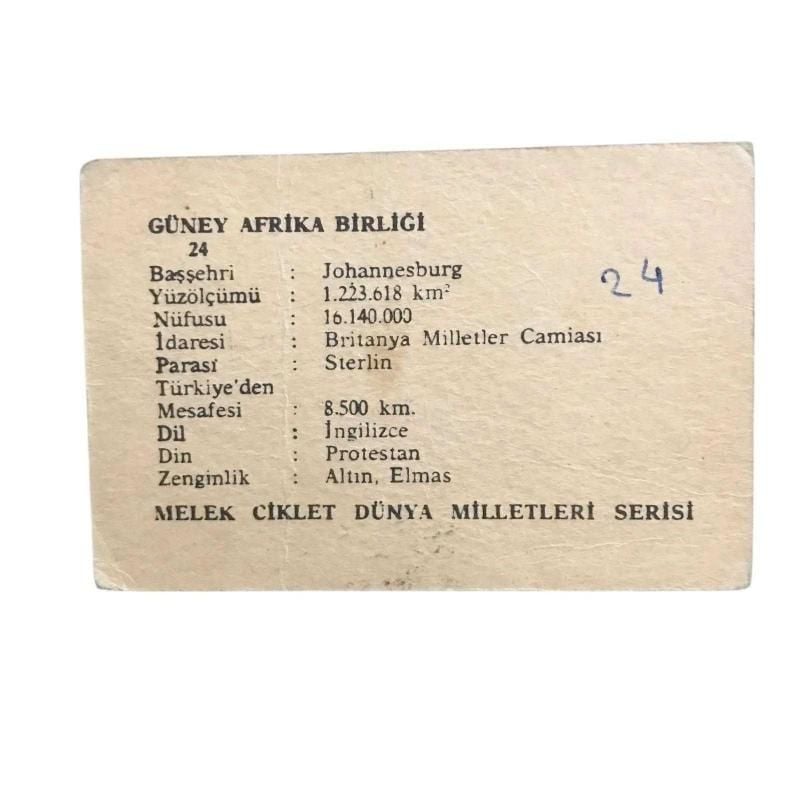 GÜNEY AFRİKA BİRLİĞİ
24
Başşehri : Johannesburg
Yüzölçümü : 1.223.618 km²
Nüfusu : 16.140.000
İdaresi : Britanya Milletler Camiası
Parası : Sterlin
Türkiye'den
Mesafesi : 8.500 km.
Dil : İngilizce
Din : Protestan
Zenginlik : Altın, Elmas
MELEK CİKLET DÜNYA MİLLETLERİ SERİSİ
24